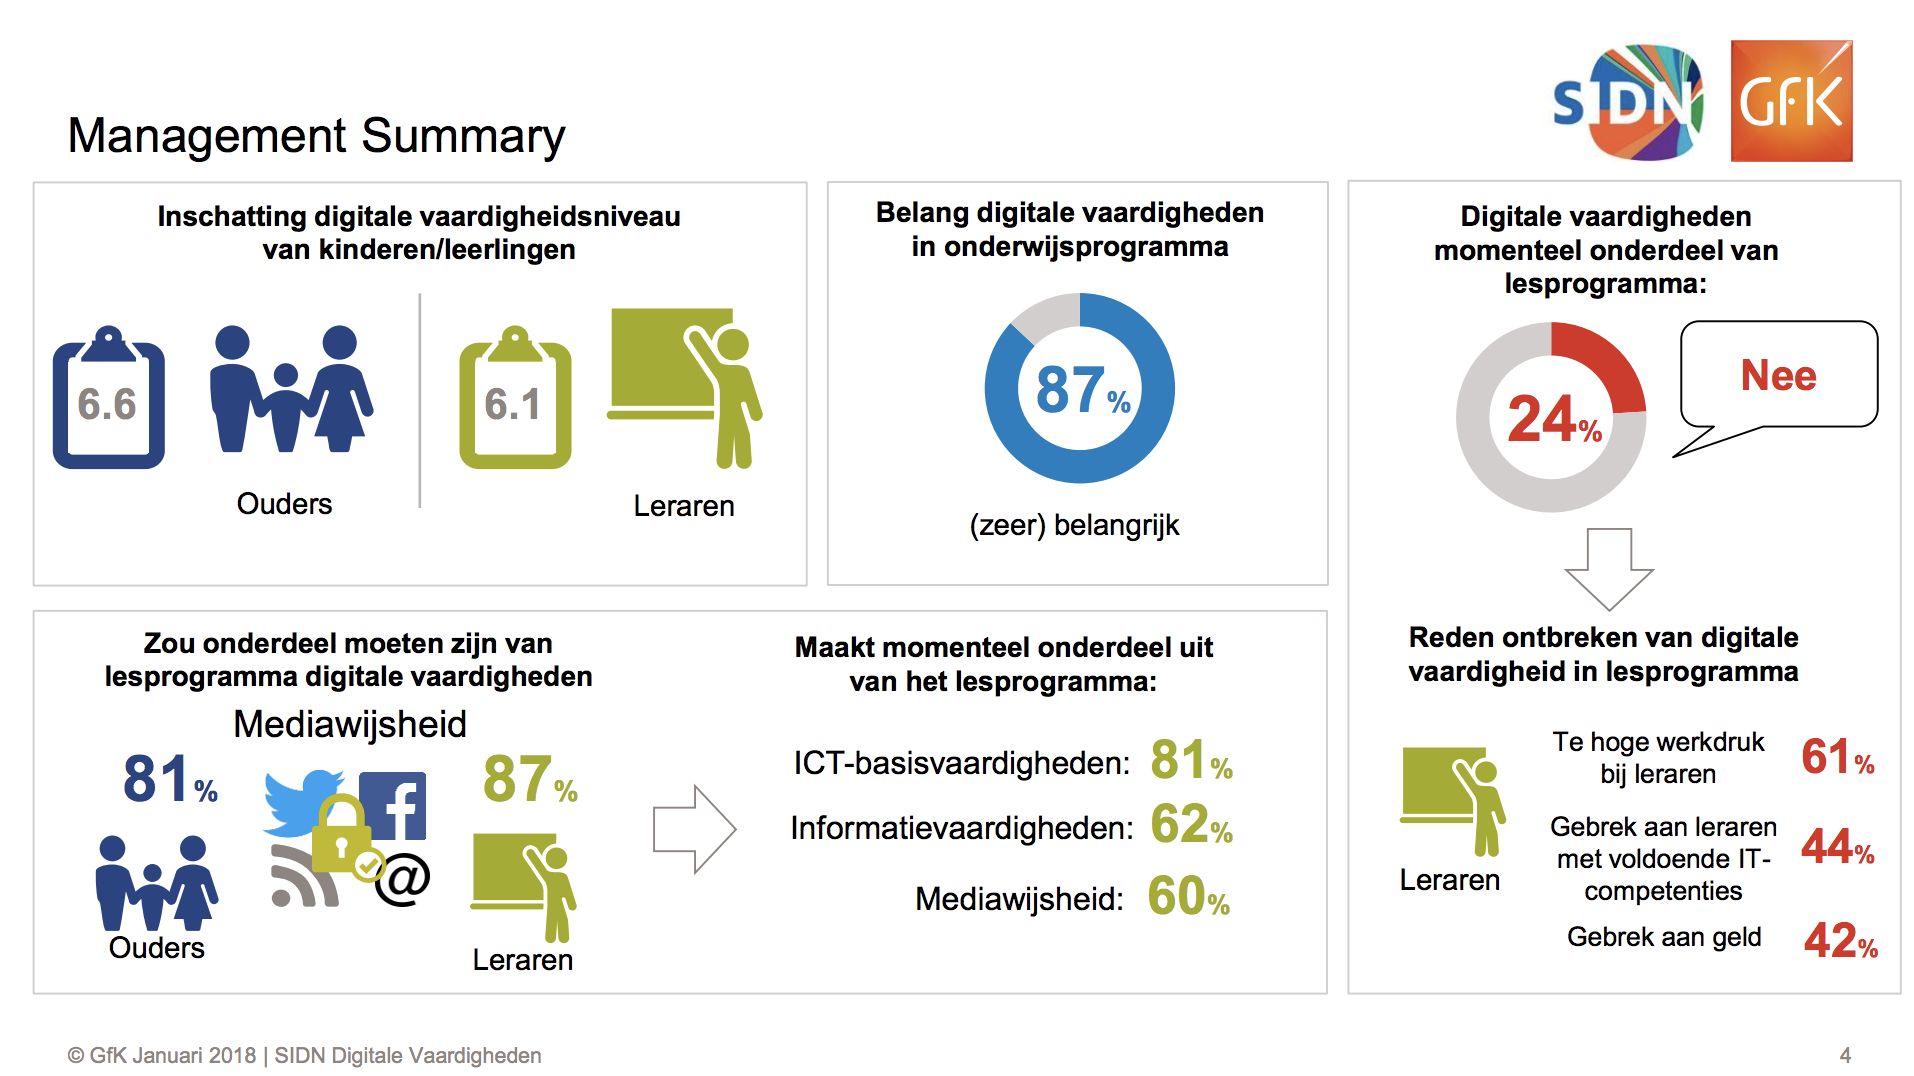 SIDN
GfK
Management Summary
Inschatting digitale vaardigheidsniveau
van kinderen/leerlingen
6.6
6.1
Ouders
Leraren
Belang digitale vaardigheden
in onderwijsprogramma
87%
(zeer) belangrijk
Digitale vaardigheden
momenteel onderdeel van
lesprogramma:
Nee
24%
Reden ontbreken van digitale
vaardigheid in lesprogramma
Te hoge werkdruk
bij leraren
61%
Gebrek aan leraren
met voldoende IT-
competenties
44%
Gebrek aan geld
42%
Leraren
Zou onderdeel moeten zijn van
lesprogramma digitale vaardigheden
Mediawijsheid
81%
87%
f
@
Ouders
Leraren
Maakt momenteel onderdeel uit
van het lesprogramma:
ICT-basisvaardigheden: 81%
Informatievaardigheden: 62%
Mediawijsheid: 60%
© GfK Januari 2018 | SIDN Digitale Vaardigheden
4